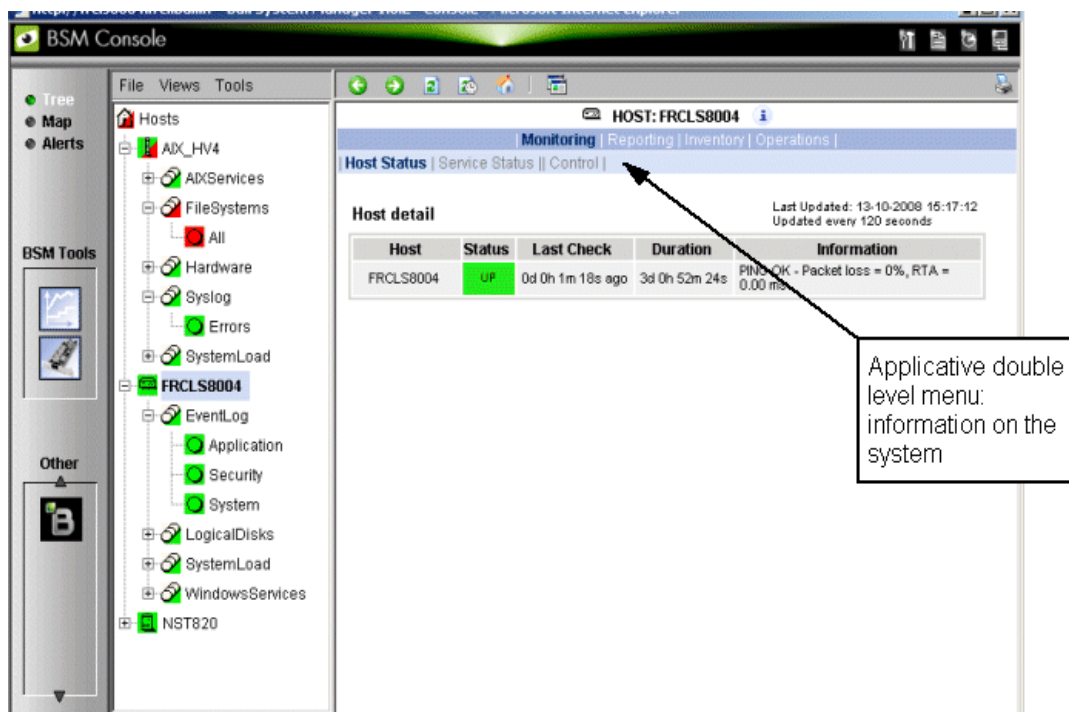 BSM Console
Tree
Map
Alerts
BSM Tools
Other
File Views Tools
Hosts
AIX_HV4
AIXServices
FileSystems
All
Hardware
Syslog
Errors
SystemLoad
FRCLS8004
EventLog
Application
Security
System
LogicalDisks
SystemLoad
WindowsServices
NST820
HOST: FRCLS8004
| Monitoring | Reporting | Inventory | Operations |
| Host Status | Service Status || Control |
Host detail
Last Updated: 13-10-2008 15:17:12
Updated every 120 seconds
Host Status Last Check Duration Information
FRCLS8004 UP 0d 0h 1m 18s ago 3d 0h 52m 24s PING OK - Packet loss = 0%, RTA =
0.00 ms
Applicative double
level menu:
information on the
system